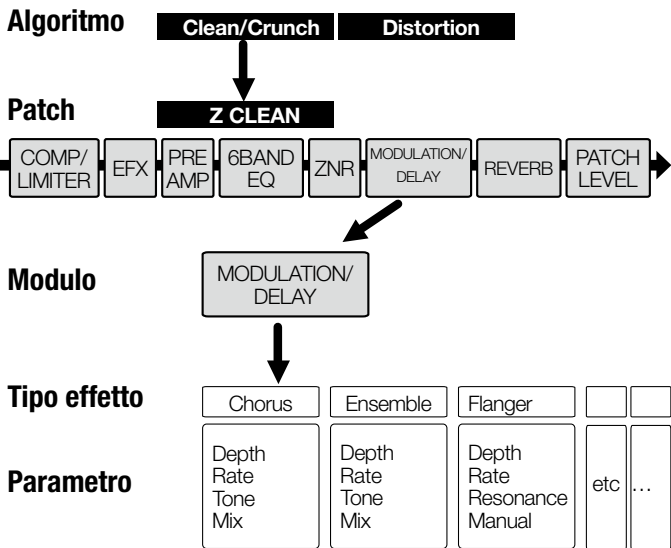 Algoritmo
Clean/Crunch Distortion
Patch
Z CLEAN
COMP/ LIMITER
EFX
PRE AMP
6BAND EQ
ZNR
MODULATION/ DELAY
REVERB
PATCH LEVEL
Modulo
MODULATION/
DELAY
Tipo effetto
Chorus Ensemble Flanger
Parametro
Depth
Rate
Tone
Mix
Depth
Rate
Tone
Mix
Depth
Rate
Resonance
Manual
etc
...